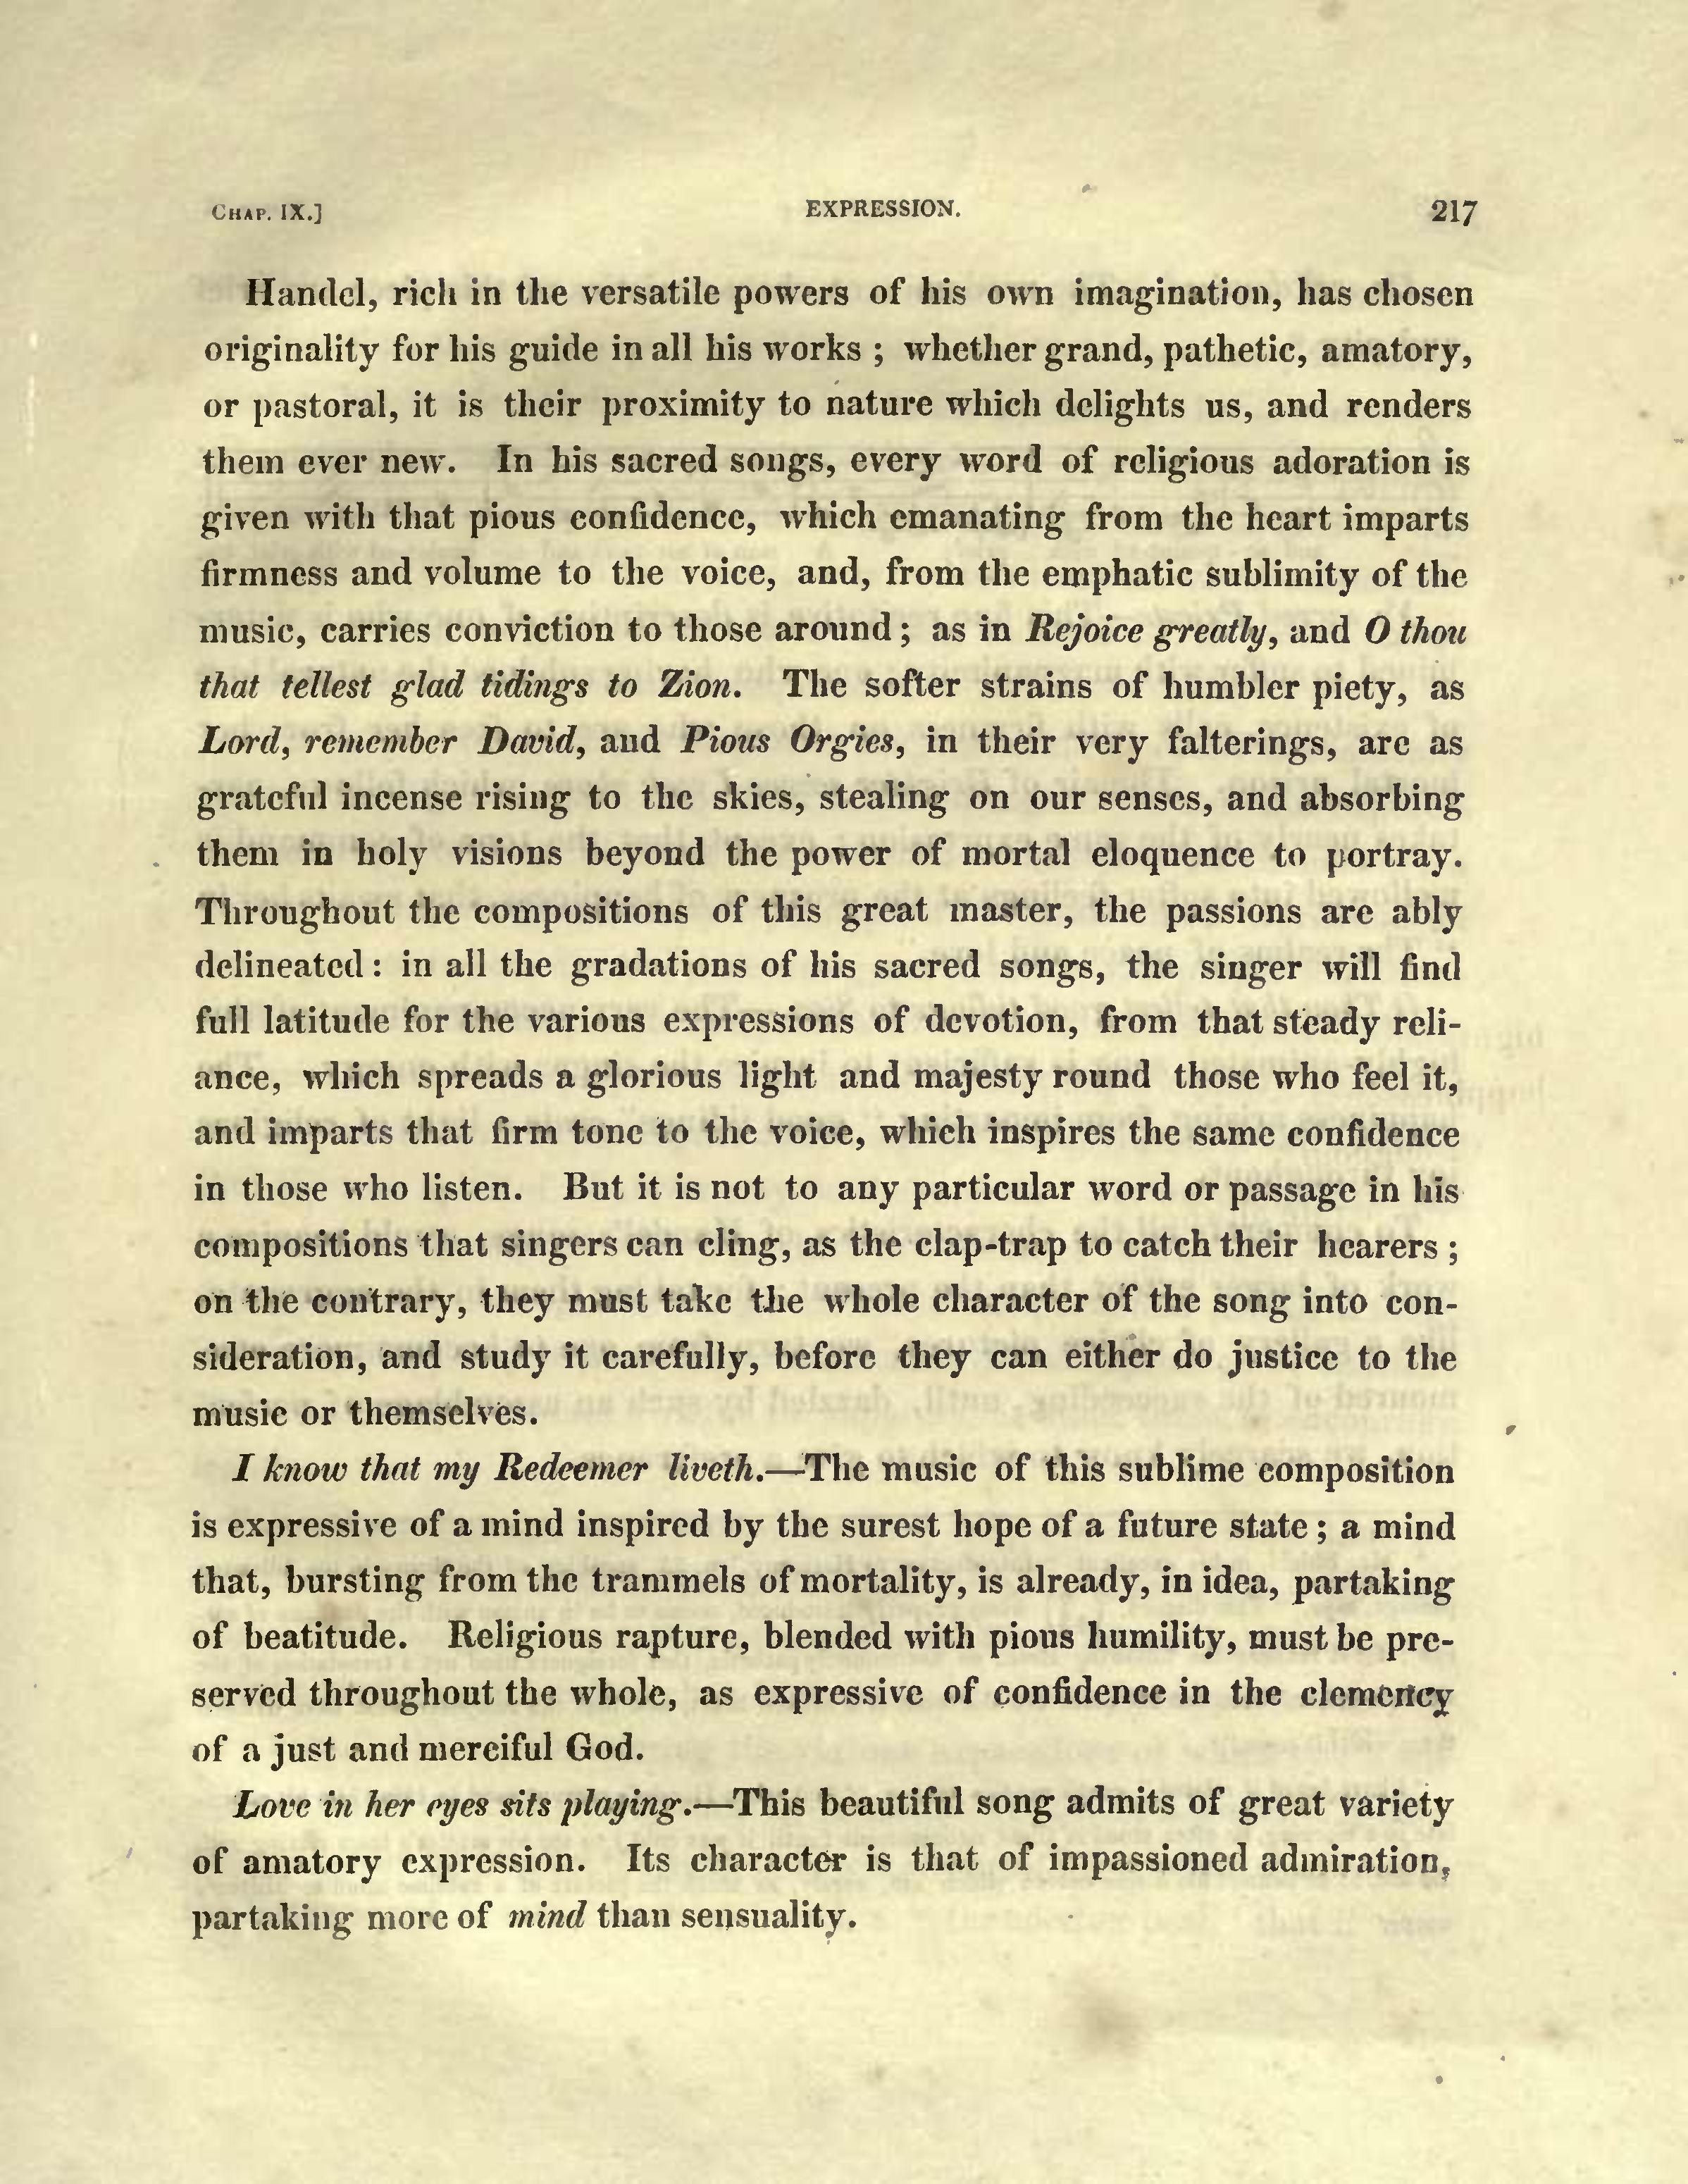 CHAP. IX.] EXPRESSION. 217
Handel, rich in the versatile powers of his own imagination, has chosen
originality for his guide in all his works ; whether grand, pathetic, amatory,
or pastoral, it is their proximity to nature which delights us, and renders
them ever new. In his sacred songs, every word of religious adoration is
given with that pious confidence, which emanating from the heart imparts
firmness and volume to the voice, and, from the emphatic sublimity of the
music, carries conviction to those around ; as in Rejoice greatly, and O thou
that tellest glad tidings to Zion. The softer strains of humbler piety, as
Lord, remember David, and Pious Orgies, in their very falterings, are as
grateful incense rising to the skies, stealing on our senses, and absorbing
them in holy visions beyond the power of mortal eloquence to portray.
Throughout the compositions of this great master, the passions are ably
delineated : in all the gradations of his sacred songs, the singer will find
full latitude for the various expressions of devotion, from that steady reli-
ance, which spreads a glorious light and majesty round those who feel it,
and imparts that firm tone to the voice, which inspires the same confidence
in those who listen. But it is not to any particular word or passage in his
compositions that singers can cling, as the clap-trap to catch their hearers ;
on the contrary, they must take the whole character of the song into con-
sideration, and study it carefully, before they can either do justice to the
music or themselves.
I know that my Redeemer liveth.—The music of this sublime composition
is expressive of a mind inspired by the surest hope of a future state ; a mind
that, bursting from the trammels of mortality, is already, in idea, partaking
of beatitude. Religious rapture, blended with pious humility, must be pre-
served throughout the whole, as expressive of confidence in the clemency
of a just and merciful God.
Love in her eyes sits playing.—This beautiful song admits of great variety
of amatory expression. Its character is that of impassioned admiration,
partaking more of mind than sensuality.